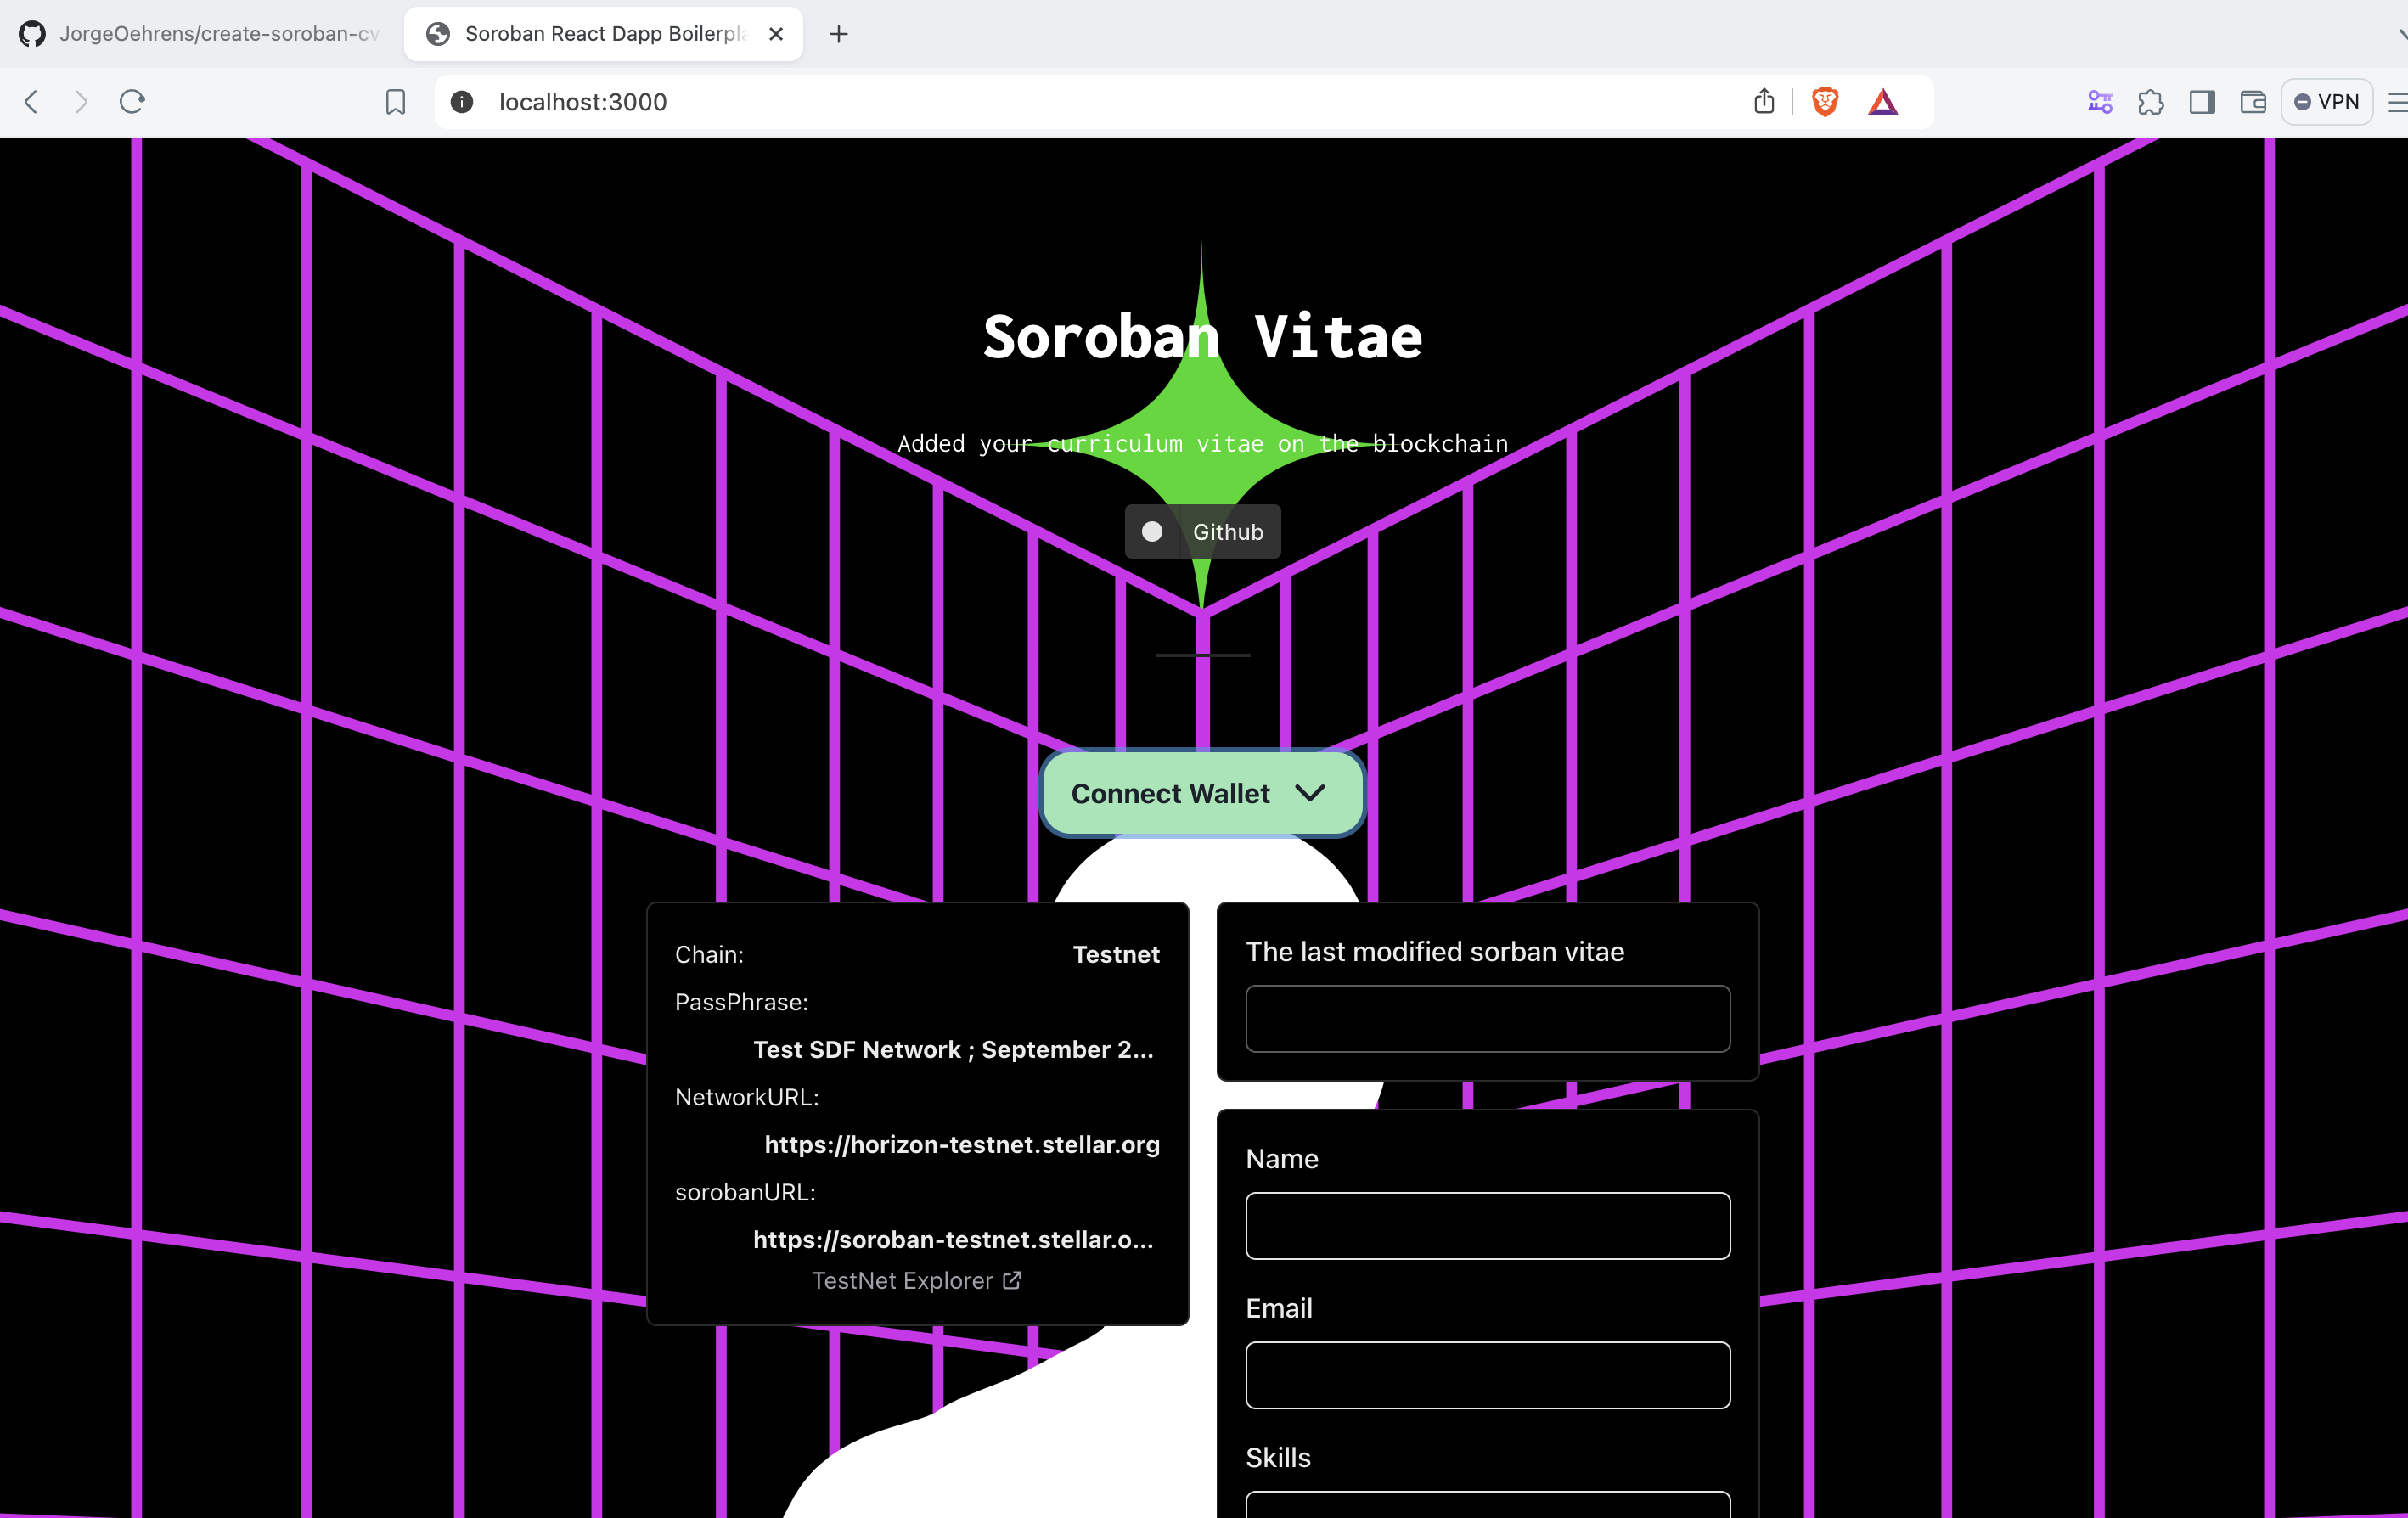 JorgeOehrens/create-soroban-cv
Soroban React Dapp Boilerpla
localhost:3000
VPN
Soroban Vitae
Added your curriculum vitae on the blockchain
Github
Connect Wallet
Chain:
Testnet
PassPhrase:
Test SDF Network ; September 2...
NetworkURL:
https://horizon-testnet.stellar.org
sorobanURL:
https://soroban-testnet.stellar.o...
TestNet Explorer
The last modified sorban vitae
Name
Email
Skills